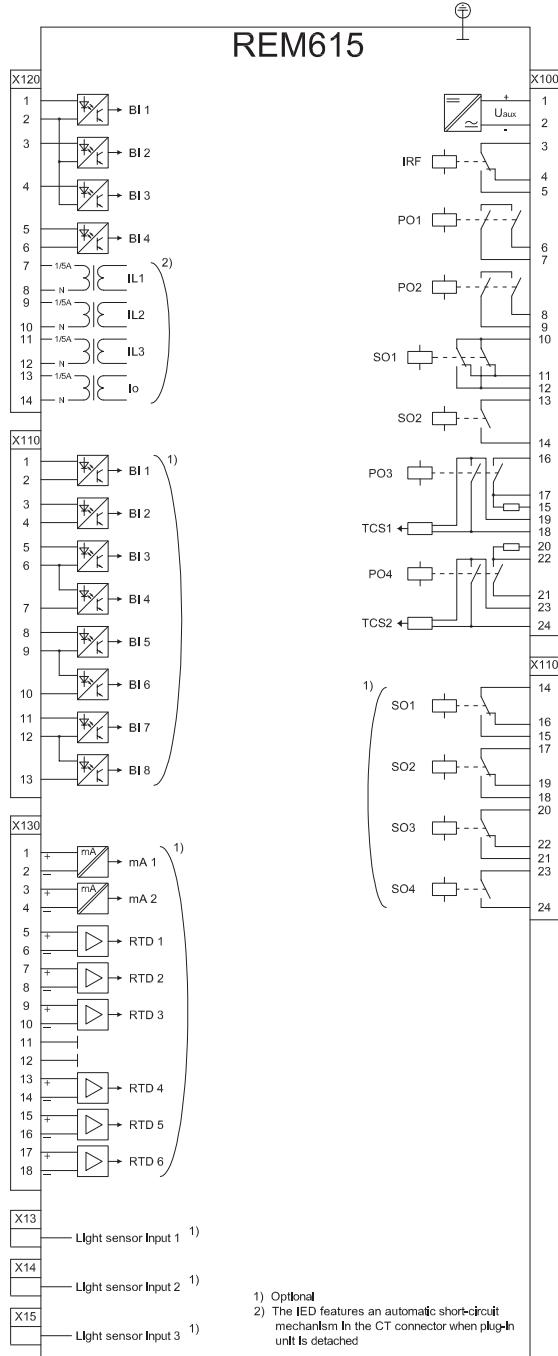 REM615
X120
1
2
BI 1
3
BI 2
4
BI 3
5
6
BI 4
7
1/5A
8
N
IL1
2)
9
1/5A
10
N
IL2
11
1/5A
12
N
IL3
13
1/5A
14
N
Io
X110
1
2
BI 1
1)
3
4
BI 2
5
6
BI 3
7
BI 4
8
9
BI 5
10
BI 6
11
12
BI 7
13
BI 8
X130
1
+
2
mA
mA 1
1)
3
+
4
mA
mA 2
5
+
6
RTD 1
7
+
8
RTD 2
9
+
10
RTD 3
11
12
13
+
14
RTD 4
15
+
16
RTD 5
17
+
18
RTD 6
X13
Light sensor input 1 1)
X14
Light sensor input 2 1)
X15
Light sensor input 3 1)
X100
+
1
Uaux
2
-
3
IRF
4
5
PO1
6
7
PO2
8
9
10
SO1
11
12
13
SO2
14
16
PO3
17
15
19
TCS1
18
20
22
PO4
21
23
TCS2
24
X110
1)
14
SO1
16
15
17
SO2
19
18
20
SO3
22
21
23
SO4
24
1) Optional
2) The IED features an automatic short-circuit
mechanism in the CT connector when plug-in
unit is detached